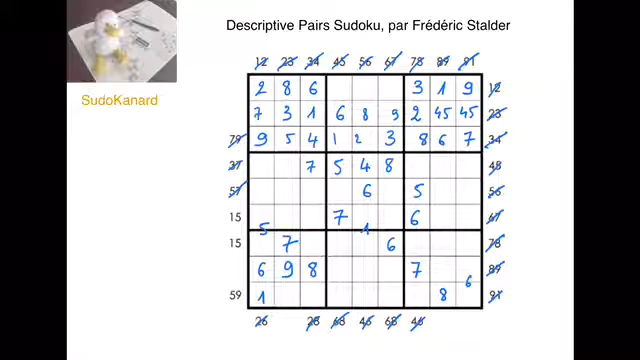 Descriptive Pairs Sudoku, par Frédéric Stalder
SudoKanard
12 23 34 45 56 67 78 89 91
2 8 6 3 1 9 12
7 3 1 6 8 9 2 45 45 23
79 9 5 4 1 2 3 8 6 7 34
37 7 5 4 8 45
57 6 5 56
15 7 6 67
5 1
15 7 6 78
6 9 8 7 89
6
59 1 8 91
26 28 68 46 68 46